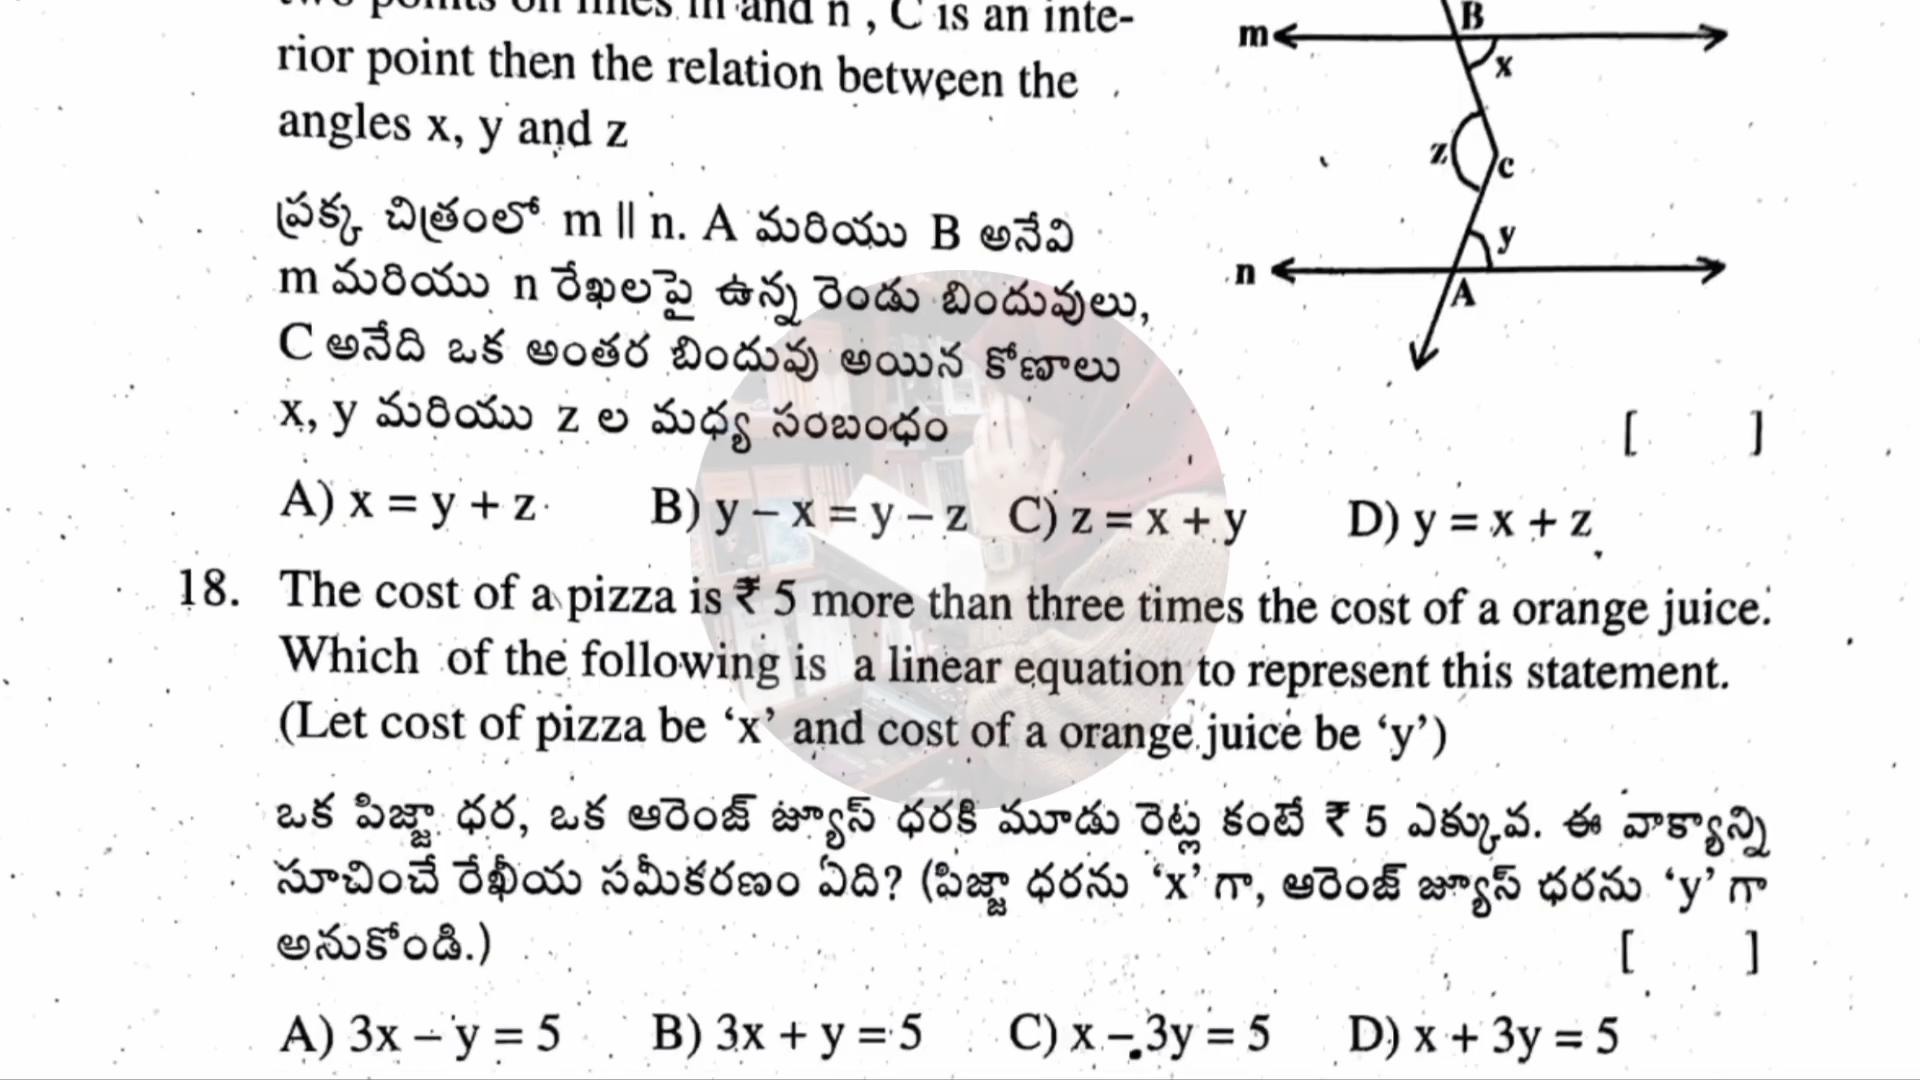 two points on lines m and n , C is an inte-
rior point then the relation between the
angles x, y and z
B
m
x
z
c
y
n
A
ప్రక్క చిత్రంలో m || n. A మరియు B అనేవి
m మరియు n రేఖలపై ఉన్న రెండు బిందువులు,
C అనేది ఒక అంతర బిందువు అయిన కోణాలు
x, y మరియు z ల మధ్య సంబంధం
[ ]
A) x = y + z B) y – x = y – z C) z = x + y D) y = x + z
18. The cost of a pizza is ₹ 5 more than three times the cost of a orange juice.
Which of the following is a linear equation to represent this statement.
(Let cost of pizza be ‘x’ and cost of a orange juice be ‘y’)
ఒక పిజ్జా ధర, ఒక ఆరెంజ్ జ్యూస్ ధరకి మూడు రెట్ల కంటే ₹ 5 ఎక్కువ. ఈ వాక్యాన్ని
సూచించే రేఖీయ సమీకరణం ఏది? (పిజ్జా ధరను ‘x’ గా, ఆరెంజ్ జ్యూస్ ధరను ‘y’ గా
అనుకోండి.) [ ]
A) 3x – y = 5 B) 3x + y = 5 C) x – 3y = 5 D) x + 3y = 5